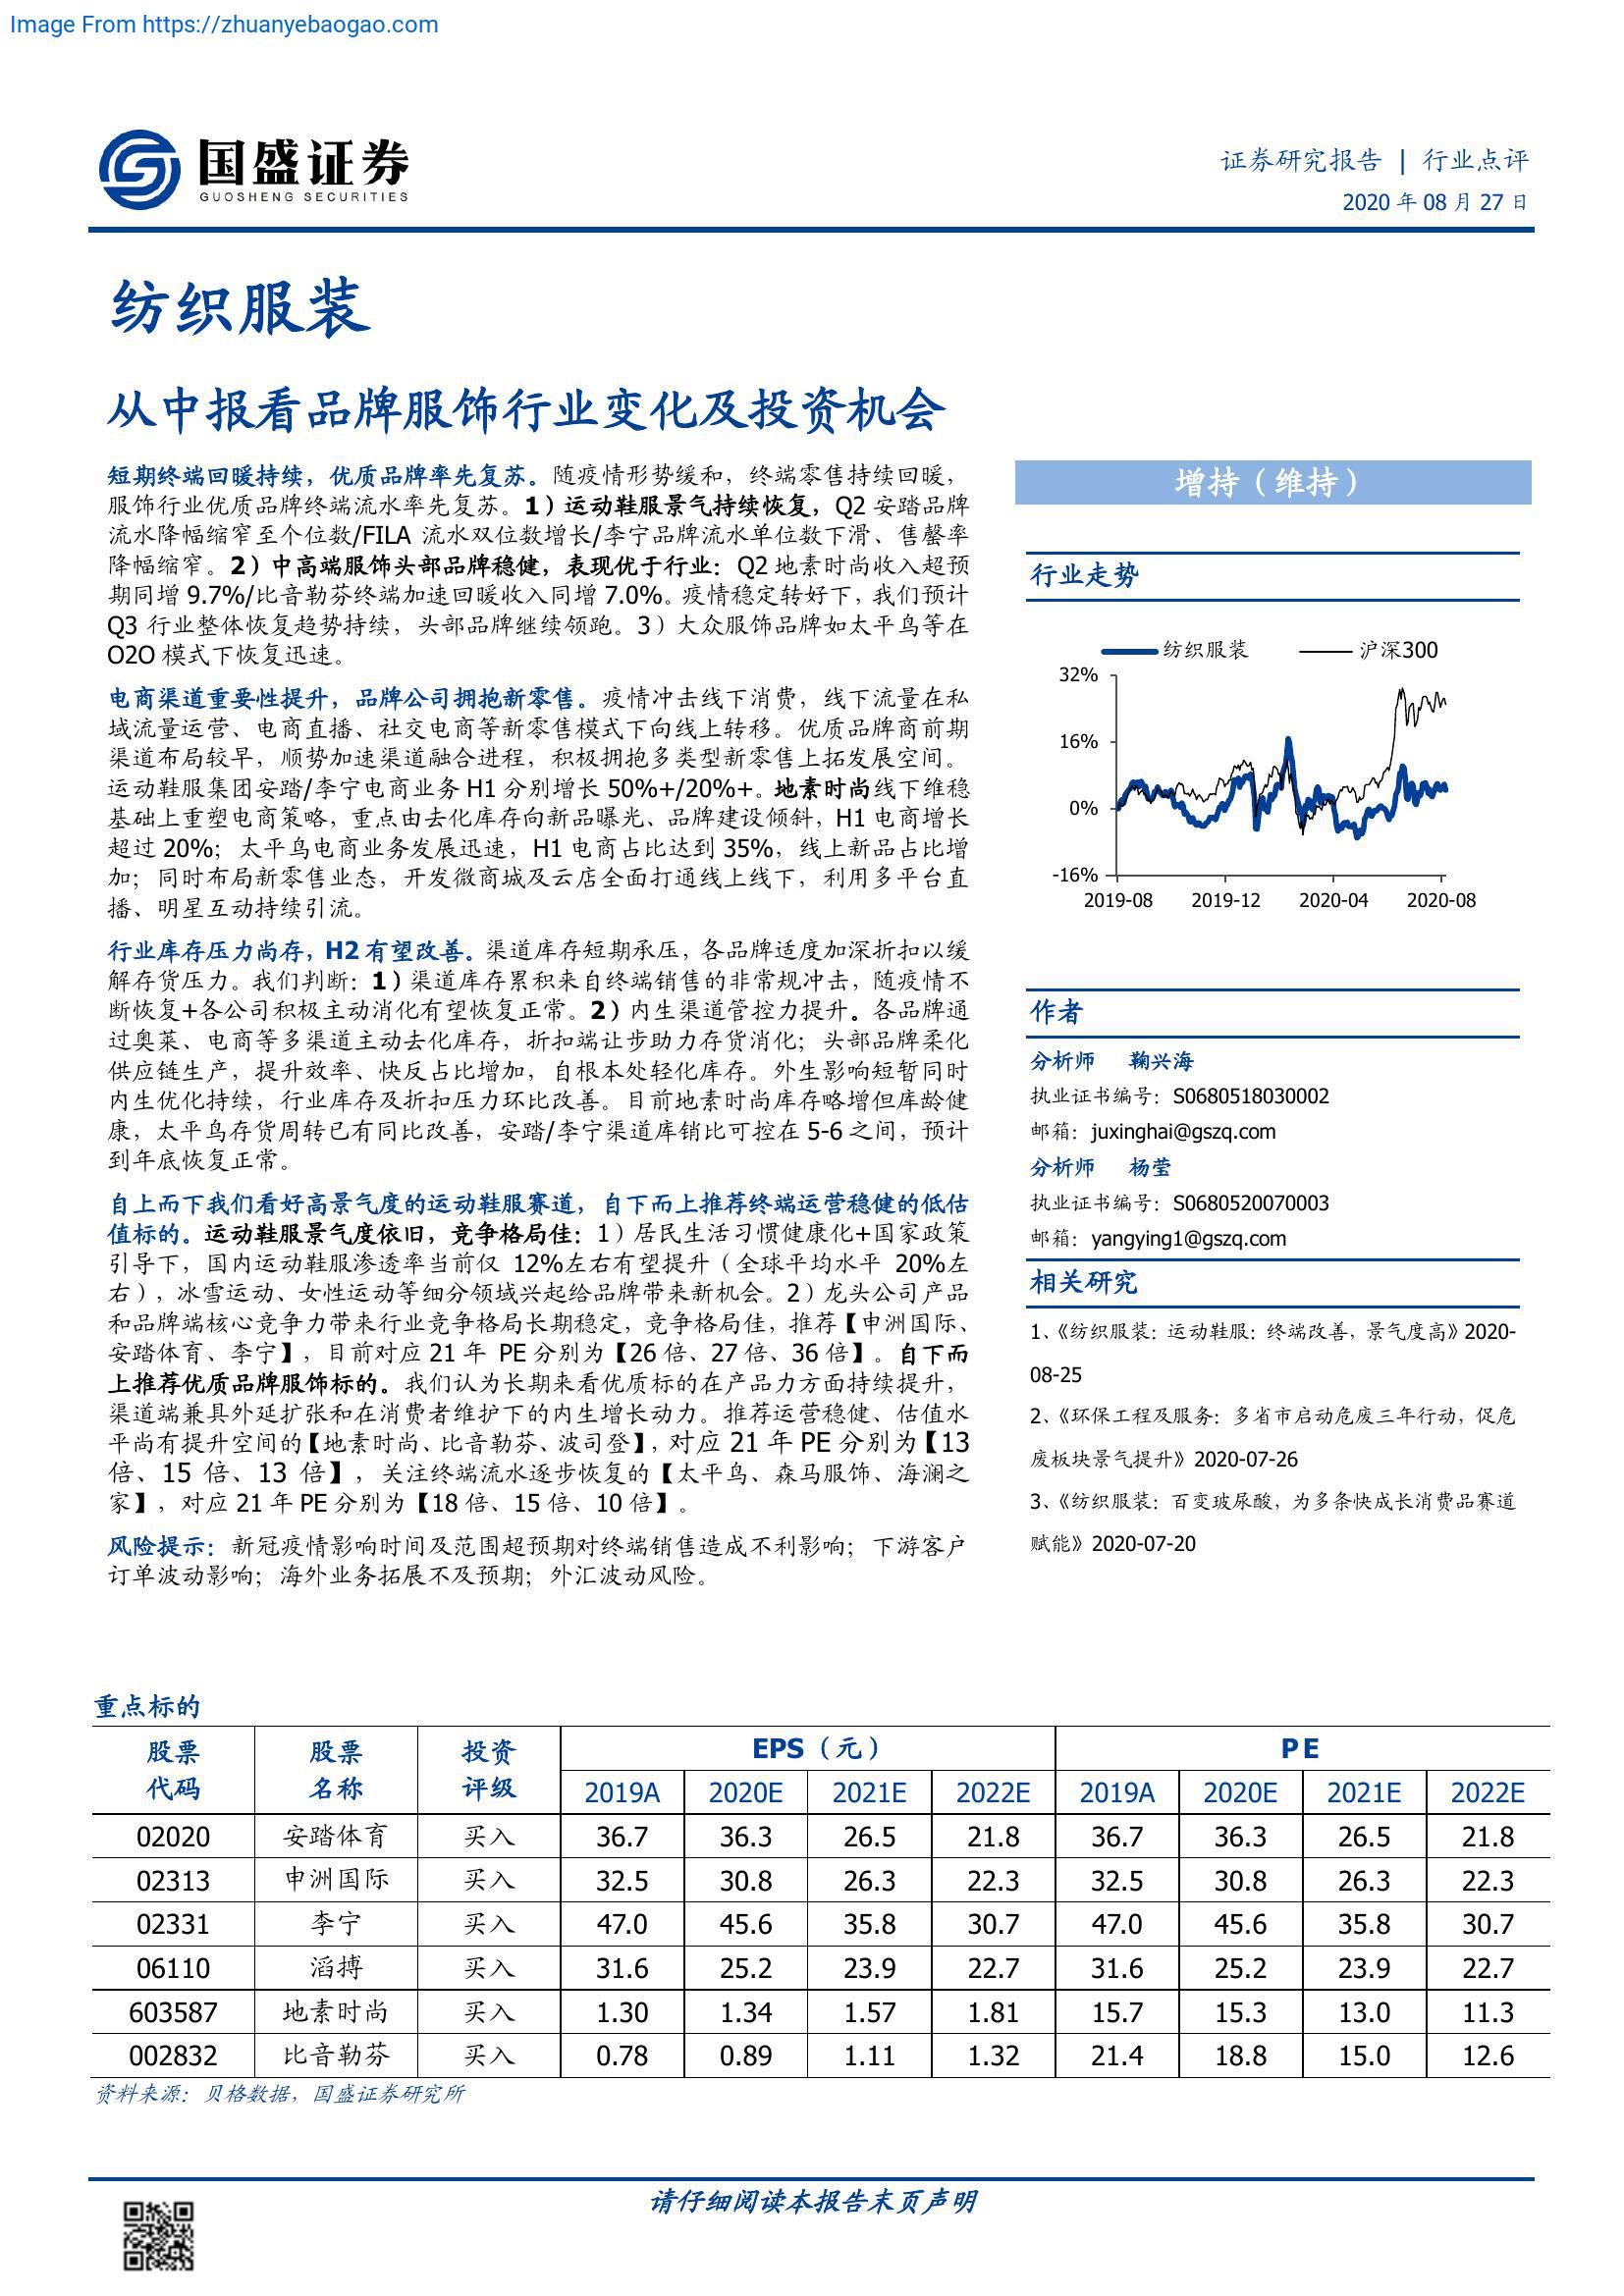 Image From https://zhuanyebaogao.com
国盛证券
GUOSHENG SECURITIES
证券研究报告 | 行业点评
2020 年 08 月 27 日
纺织服装
从中报看品牌服饰行业变化及投资机会
短期终端回暖持续，优质品牌率先复苏。随疫情形势缓和，终端零售持续回暖，
服饰行业优质品牌终端流水率先复苏。1）运动鞋服景气持续恢复，Q2 安踏品牌
流水降幅缩窄至个位数/FILA 流水双位数增长/李宁品牌流水单位数下滑、售罄率
降幅缩窄。2）中高端服饰头部品牌稳健，表现优于行业：Q2 地素时尚收入超预
期同增 9.7%/比音勒芬终端加速回暖收入同增 7.0%。疫情稳定转好下，我们预计
Q3 行业整体恢复趋势持续，头部品牌继续领跑。3）大众服饰品牌如太平鸟等在
O2O 模式下恢复迅速。
电商渠道重要性提升，品牌公司拥抱新零售。疫情冲击线下消费，线下流量在私
域流量运营、电商直播、社交电商等新零售模式下向线上转移。优质品牌商前期
渠道布局较早，顺势加速渠道融合进程，积极拥抱多类型新零售上拓发展空间。
运动鞋服集团安踏/李宁电商业务 H1 分别增长 50%+/20%+。地素时尚线下维稳
基础上重塑电商策略，重点由去化库存向新品曝光、品牌建设倾斜，H1 电商增长
超过 20%；太平鸟电商业务发展迅速，H1 电商占比达到 35%，线上新品占比增
加；同时布局新零售业态，开发微商城及云店全面打通线上线下，利用多平台直
播、明星互动持续引流。
行业库存压力尚存，H2 有望改善。渠道库存短期承压，各品牌适度加深折扣以缓
解存货压力。我们判断：1）渠道库存累积来自终端销售的非常规冲击，随疫情不
断恢复+各公司积极主动消化有望恢复正常。2）内生渠道管控力提升。各品牌通
过奥莱、电商等多渠道主动去化库存，折扣端让步助力存货消化；头部品牌柔化
供应链生产，提升效率、快反占比增加，自根本处轻化库存。外生影响短暂同时
内生优化持续，行业库存及折扣压力环比改善。目前地素时尚库存略增但库龄健
康，太平鸟存货周转已有同比改善，安踏/李宁渠道库销比可控在 5-6 之间，预计
到年底恢复正常。
自上而下我们看好高景气度的运动鞋服赛道，自下而上推荐终端运营稳健的低估
值标的。运动鞋服景气度依旧，竞争格局佳：1）居民生活习惯健康化+国家政策
引导下，国内运动鞋服渗透率当前仅 12%左右有望提升（全球平均水平 20%左
右），冰雪运动、女性运动等细分领域兴起给品牌带来新机会。2）龙头公司产品
和品牌端核心竞争力带来行业竞争格局长期稳定，竞争格局佳，推荐【申洲国际、
安踏体育、李宁】，目前对应 21 年 PE 分别为【26 倍、27 倍、36 倍】。自下而
上推荐优质品牌服饰标的。我们认为长期来看优质标的在产品力方面持续提升，
渠道端兼具外延扩张和在消费者维护下的内生增长动力。推荐运营稳健、估值水
平尚有提升空间的【地素时尚、比音勒芬、波司登】，对应 21 年 PE 分别为【13
倍、15 倍、13 倍】，关注终端流水逐步恢复的【太平鸟、森马服饰、海澜之
家】，对应 21 年 PE 分别为【18 倍、15 倍、10 倍】。
风险提示：新冠疫情影响时间及范围超预期对终端销售造成不利影响；下游客户
订单波动影响；海外业务拓展不及预期；外汇波动风险。
增持（维持）
行业走势
纺织服装 沪深300
32%
16%
0%
-16%
2019-08 2019-12 2020-04 2020-08
作者
分析师 鞠兴海
执业证书编号：S0680518030002
邮箱：juxinghai@gszq.com
分析师 杨莹
执业证书编号：S0680520070003
邮箱：yangying1@gszq.com
相关研究
1、《纺织服装：运动鞋服：终端改善，景气度高》2020-
08-25
2、《环保工程及服务：多省市启动危废三年行动，促危
废板块景气提升》2020-07-26
3、《纺织服装：百变玻尿酸，为多条快成长消费品赛道
赋能》2020-07-20
重点标的
股票 股票 投资 EPS（元） PE
代码 名称 评级 2019A 2020E 2021E 2022E 2019A 2020E 2021E 2022E
02020 安踏体育 买入 36.7 36.3 26.5 21.8 36.7 36.3 26.5 21.8
02313 申洲国际 买入 32.5 30.8 26.3 22.3 32.5 30.8 26.3 22.3
02331 李宁 买入 47.0 45.6 35.8 30.7 47.0 45.6 35.8 30.7
06110 滔搏 买入 31.6 25.2 23.9 22.7 31.6 25.2 23.9 22.7
603587 地素时尚 买入 1.30 1.34 1.57 1.81 15.7 15.3 13.0 11.3
002832 比音勒芬 买入 0.78 0.89 1.11 1.32 21.4 18.8 15.0 12.6
资料来源：贝格数据，国盛证券研究所
请仔细阅读本报告末页声明